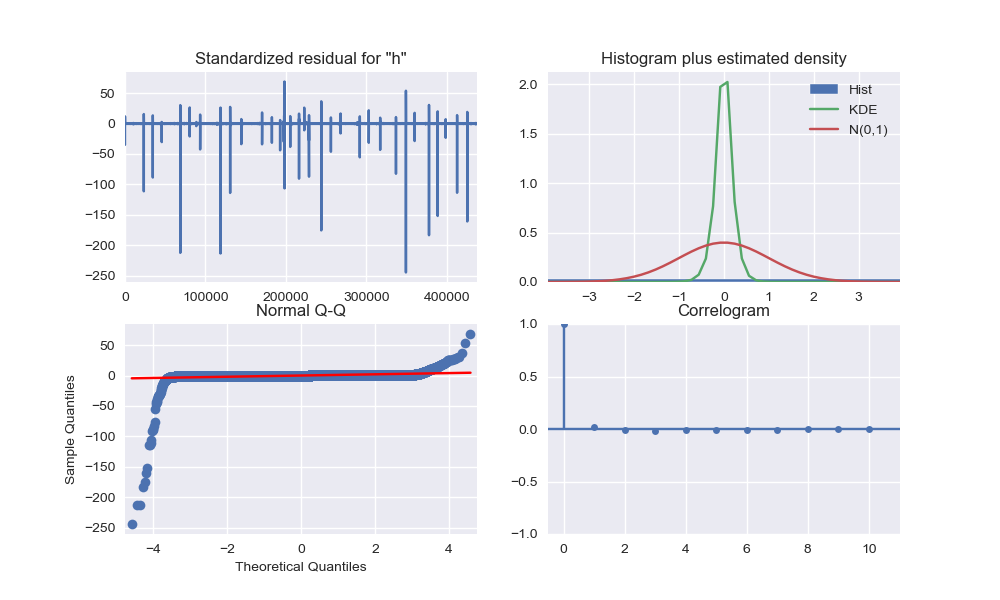 Standardized residual for "h"
50
0
−50
−100
−150
−200
−250
0 100000 200000 300000 400000
Histogram plus estimated density
2.0
1.5
1.0
0.5
0.0
−3 −2 −1 0 1 2 3
Hist
KDE
N(0,1)
Normal Q-Q
Sample Quantiles
50
0
−50
−100
−150
−200
−250
−4 −2 0 2 4
Theoretical Quantiles
Correlogram
1.0
0.5
0.0
−0.5
−1.0
0 2 4 6 8 10